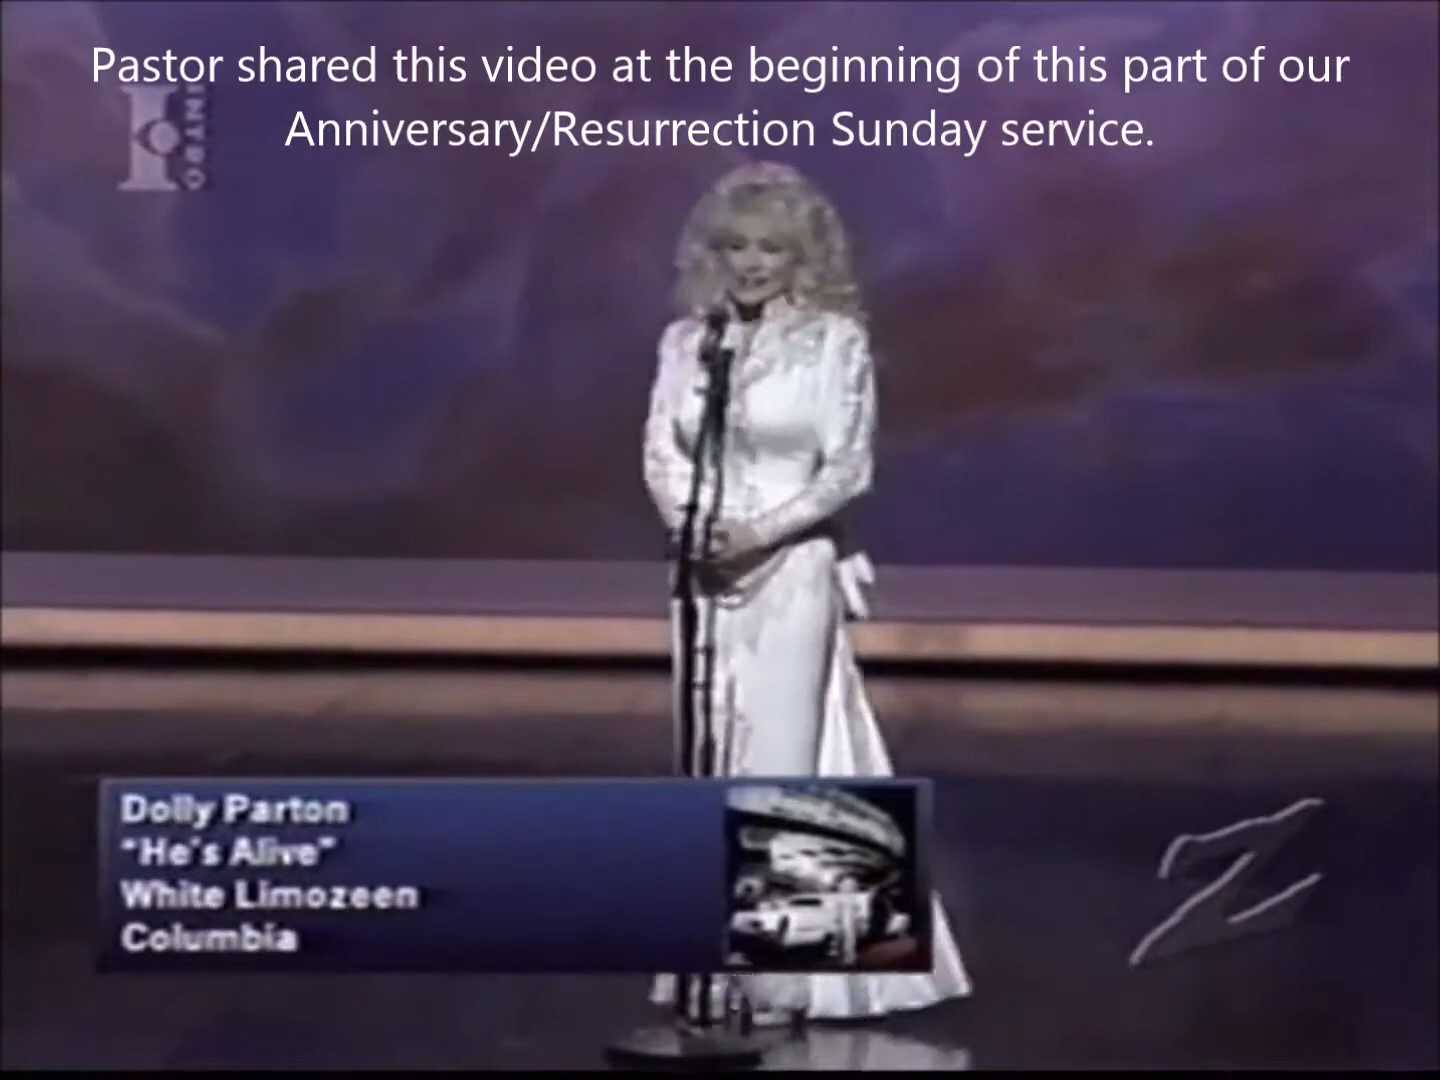 Pastor shared this video at the beginning of this part of our
Anniversary/Resurrection Sunday service.
INTRO
Dolly Parton
"He's Alive"
White Limozeen
Columbia
Z